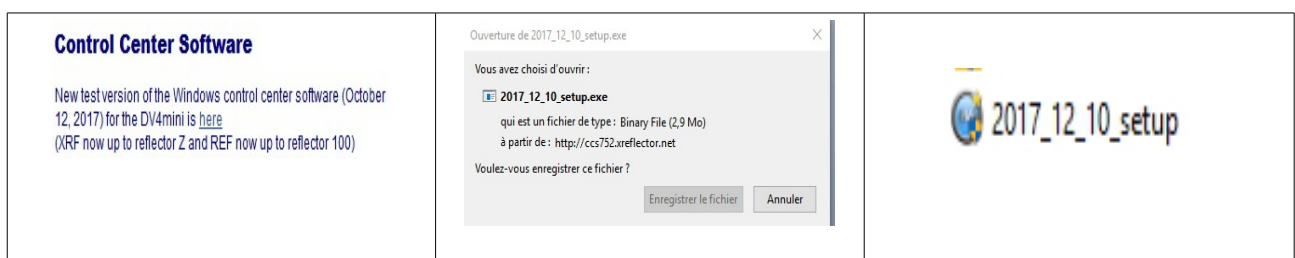 Control Center Software
New test version of the Windows control center software (October
12, 2017) for the DV4mini is here
(XRF now up to reflector Z and REF now up to reflector 100)
Ouverture de 2017_12_10_setup.exe
Vous avez choisi d'ouvrir :
2017_12_10_setup.exe
qui est un fichier de type : Binary File (2,9 Mo)
à partir de : http://ccs752.xreflector.net
Voulez-vous enregistrer ce fichier ?
Enregistrer le fichier
Annuler
2017_12_10_setup